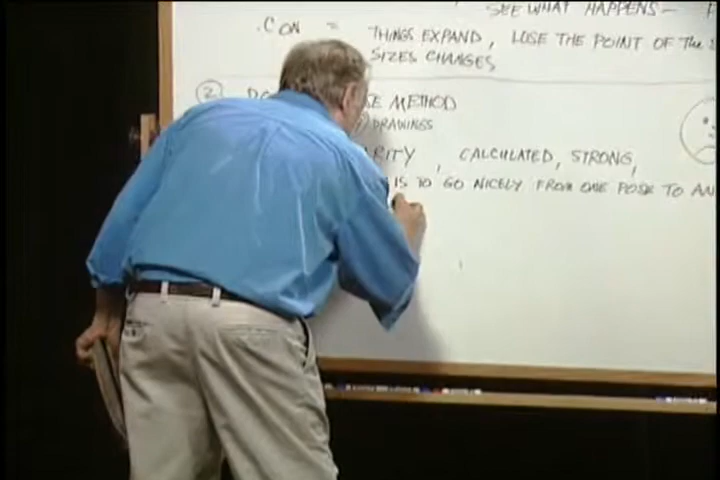 SEE WHAT HAPPENS —
.CON = THINGS EXPAND, LOSE THE POINT OF the
SIZES CHANGES
② METHOD
DRAWINGS
CALCULATED, STRONG,
IS TO GO NICELY FROM ONE POSE TO